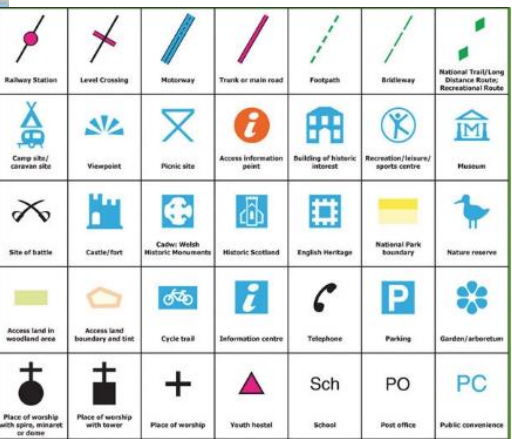 Railway Station
Level Crossing
Motorway
Trunk or main road
Footpath
Bridleway
National Trail/Long
Distance Route;
Recreational Route
Camp site/
caravan site
Viewpoint
Picnic site
i
Access information
point
Building of historic
interest
Recreation/leisure/
sports centre
M
Museum
Site of battle
Castle/fort
Cadw: Welsh
Historic Monuments
Historic Scotland
English Heritage
National Park
boundary
Nature reserve
Access land in
woodland area
Access land
boundary and tint
Cycle trail
i
Information centre
Telephone
P
Parking
Garden/arboretum
Place of worship
with spire, minaret
or dome
Place of worship
with tower
Place of worship
Youth hostel
Sch
School
PO
Post office
PC
Public convenience